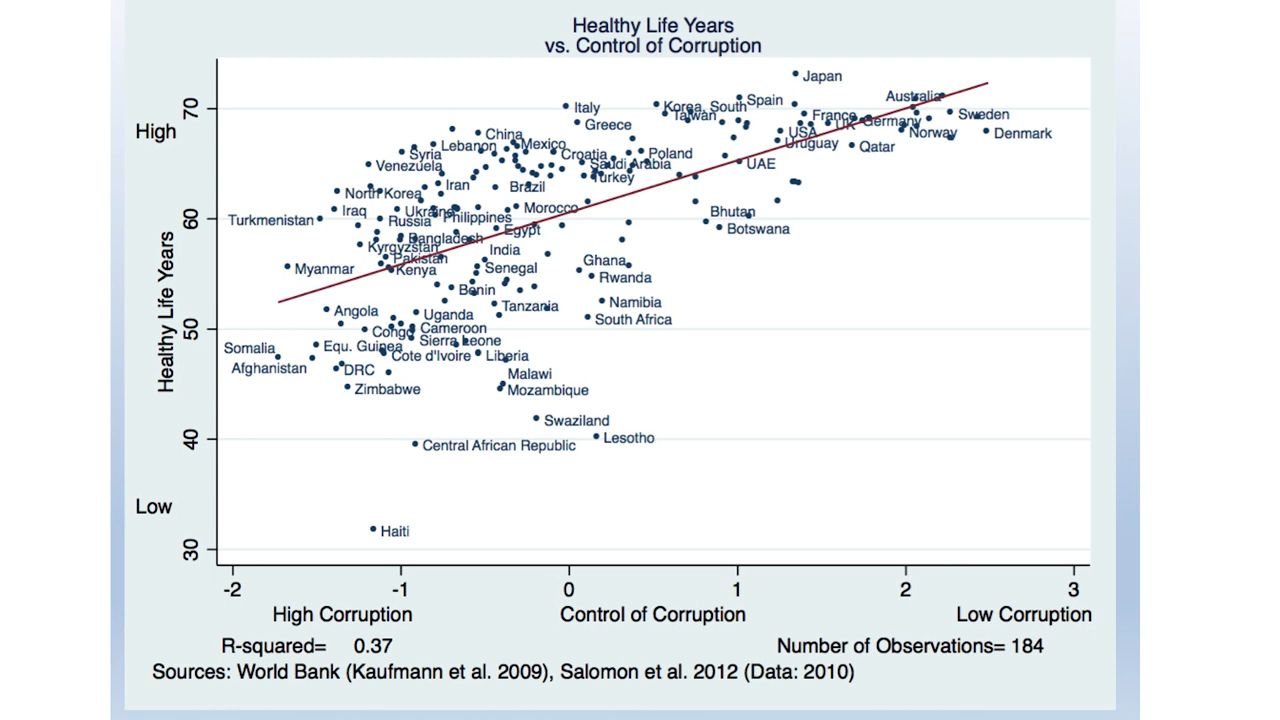 Healthy Life Years
vs. Control of Corruption
Japan
70
Italy
Korea, South
Spain
Australia
High
Greece
Taiwan
France
UK
Germany
Sweden
China
USA
Norway
Denmark
Lebanon
Mexico
Uruguay
Qatar
Syria
Croatia
Poland
Venezuela
Saudi Arabia
UAE
Turkey
North Korea
Iran
Brazil
Iraq
Ukraine
Morocco
Bhutan
60
Turkmenistan
Russia
Philippines
Egypt
Botswana
Bangladesh
Kyrgyzstan
India
Pakistan
Ghana
Myanmar
Kenya
Senegal
Rwanda
Benin
Healthy Life Years
Angola
Uganda
Tanzania
Namibia
50
Congo
Cameroon
South Africa
Somalia
Equ. Guinea
Sierra Leone
Afghanistan
Cote d'Ivoire
Liberia
DRC
Malawi
Zimbabwe
Mozambique
Swaziland
40
Central African Republic
Lesotho
Low
Haiti
30
-2 -1 0 1 2 3
High Corruption Control of Corruption Low Corruption
R-squared= 0.37 Number of Observations= 184
Sources: World Bank (Kaufmann et al. 2009), Salomon et al. 2012 (Data: 2010)